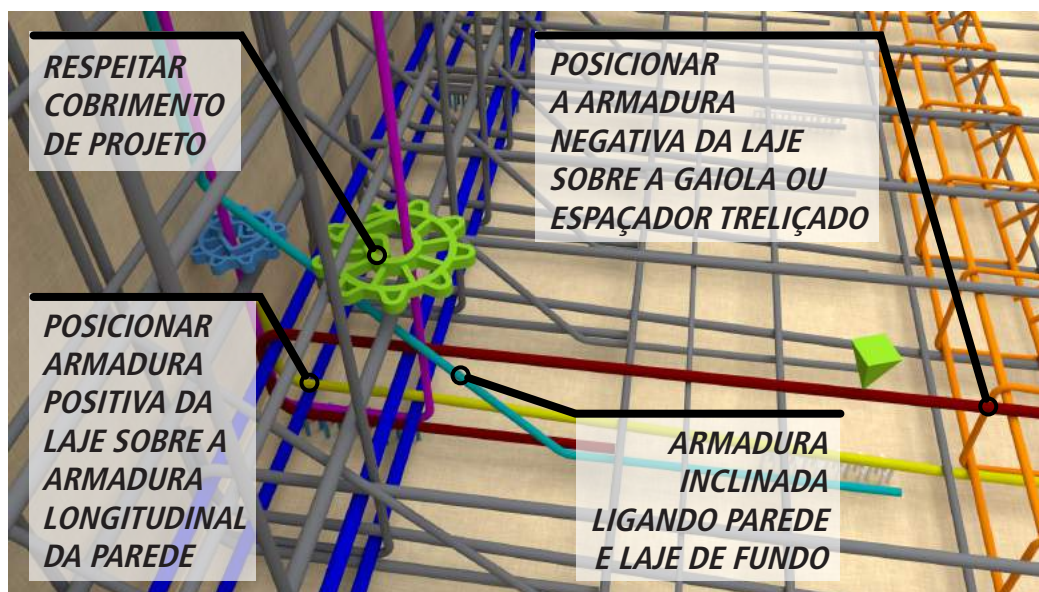 RESPEITAR
COBRIMENTO
DE PROJETO
POSICIONAR
A ARMADURA
NEGATIVA DA LAJE
SOBRE A GAIOLA OU
ESPAÇADOR TRELIÇADO
POSICIONAR
ARMADURA
POSITIVA DA
LAJE SOBRE A
ARMADURA
LONGITUDINAL
DA PAREDE
ARMADURA
INCLINADA
LIGANDO PAREDE
E LAJE DE FUNDO